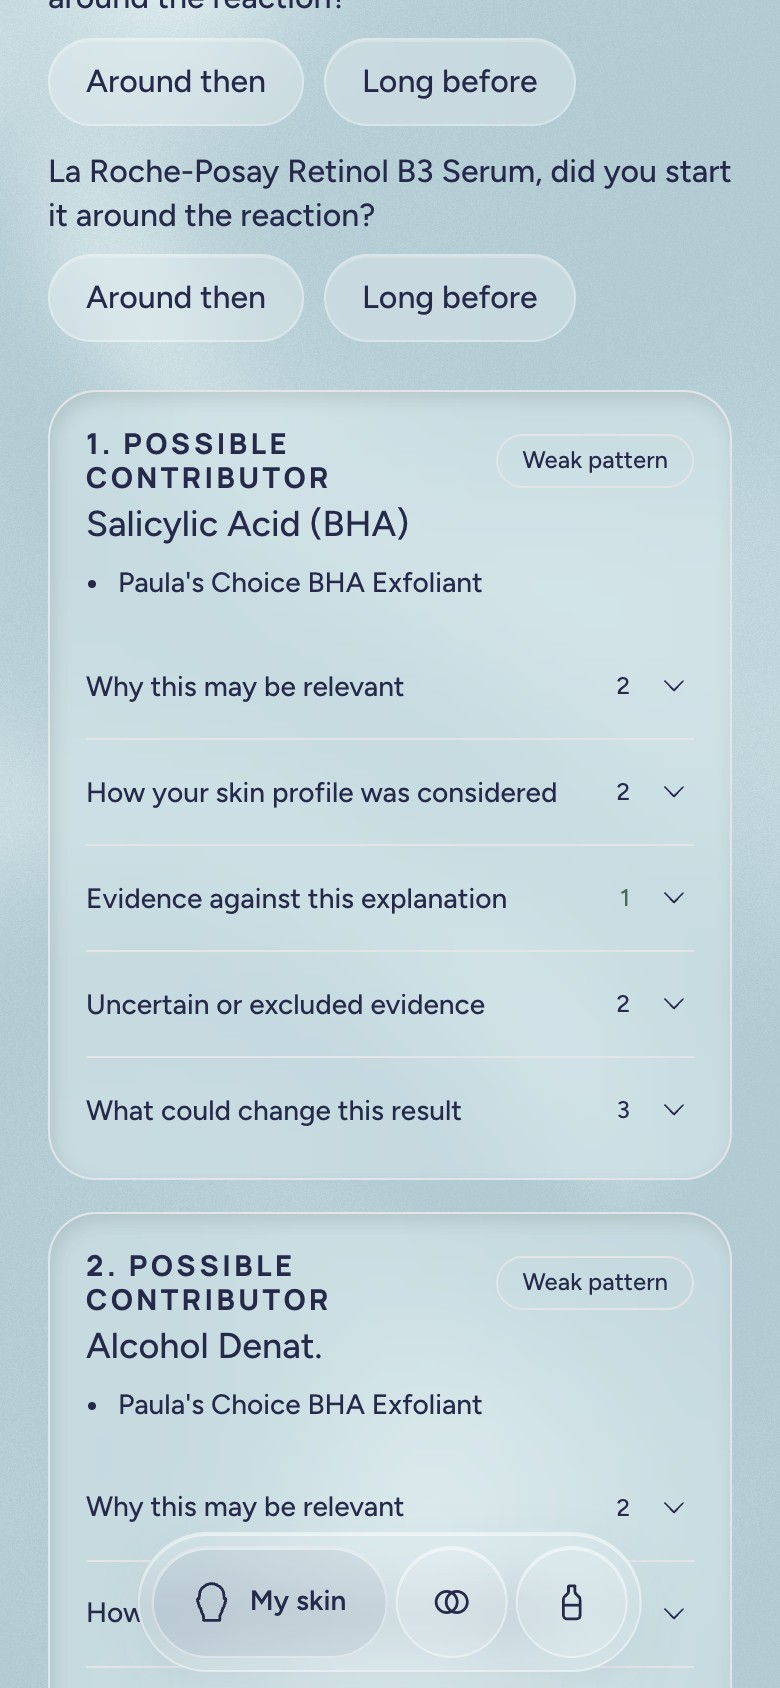 around the reaction?
Around then
Long before
La Roche-Posay Retinol B3 Serum, did you start
it around the reaction?
Around then
Long before
1. POSSIBLE
CONTRIBUTOR
Weak pattern
Salicylic Acid (BHA)
• Paula's Choice BHA Exfoliant
Why this may be relevant 2
How your skin profile was considered 2
Evidence against this explanation 1
Uncertain or excluded evidence 2
What could change this result 3
2. POSSIBLE
CONTRIBUTOR
Weak pattern
Alcohol Denat.
• Paula's Choice BHA Exfoliant
Why this may be relevant 2
How
My skin